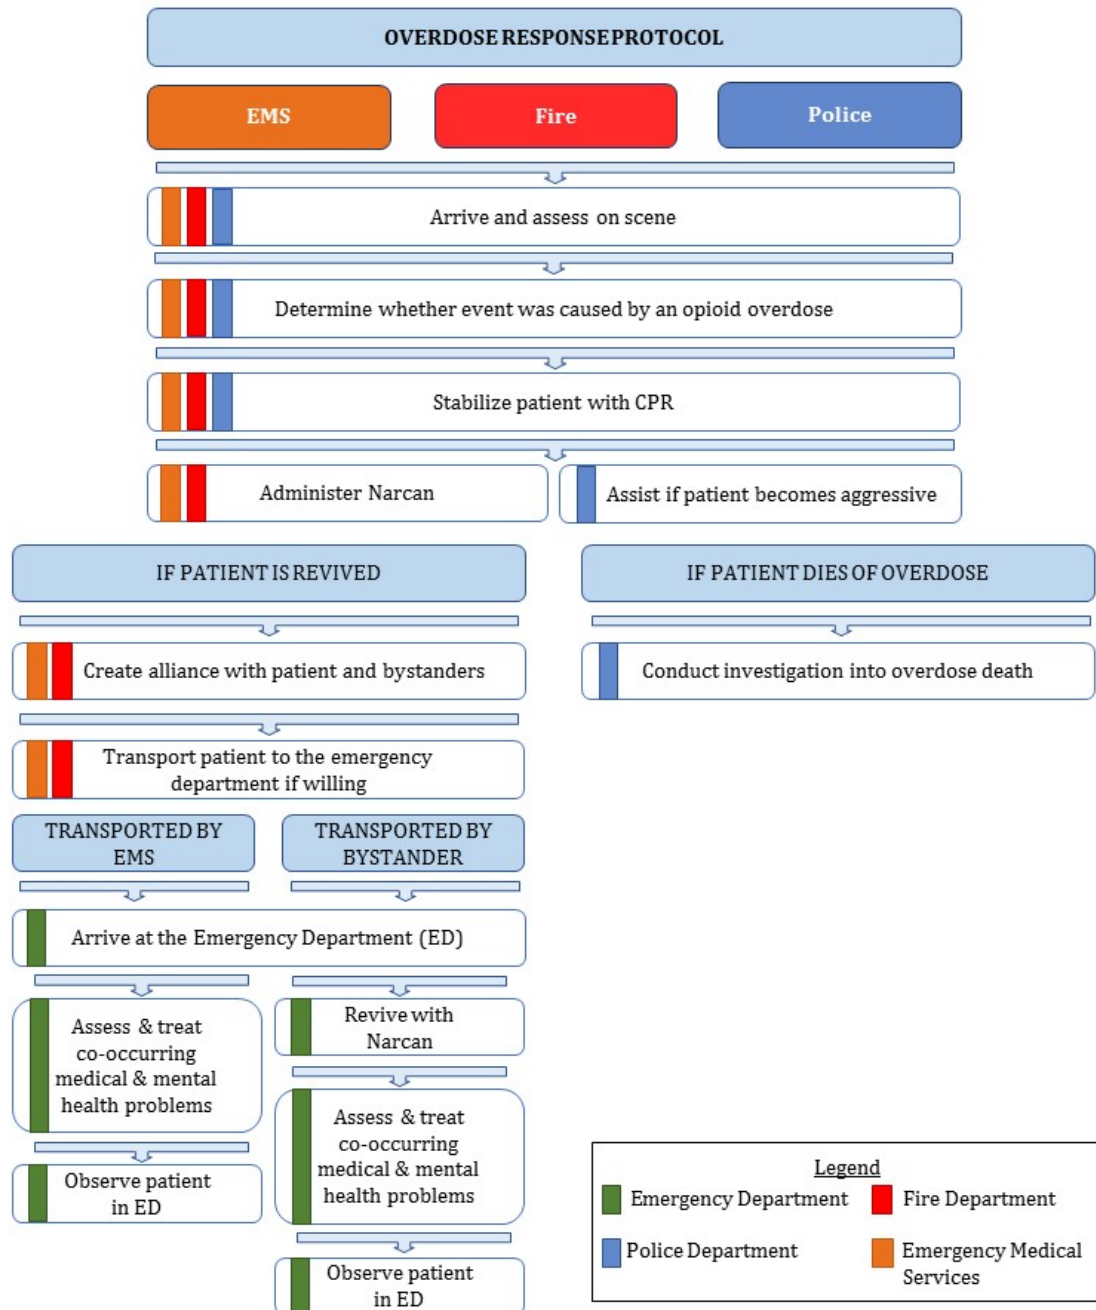 OVERDOSE RESPONSE PROTOCOL
EMS
Fire
Police
Arrive and assess on scene
Determine whether event was caused by an opioid overdose
Stabilize patient with CPR
Administer Narcan
Assist if patient becomes aggressive
IF PATIENT IS REVIVED
IF PATIENT DIES OF OVERDOSE
Create alliance with patient and bystanders
Conduct investigation into overdose death
Transport patient to the emergency
department if willing
TRANSPORTED BY
EMS
TRANSPORTED BY
BYSTANDER
Arrive at the Emergency Department (ED)
Assess & treat
co-occurring
medical & mental
health problems
Observe patient
in ED
Revive with
Narcan
Assess & treat
co-occurring
medical & mental
health problems
Observe patient
in ED
Legend
Emergency Department
Fire Department
Police Department
Emergency Medical
Services